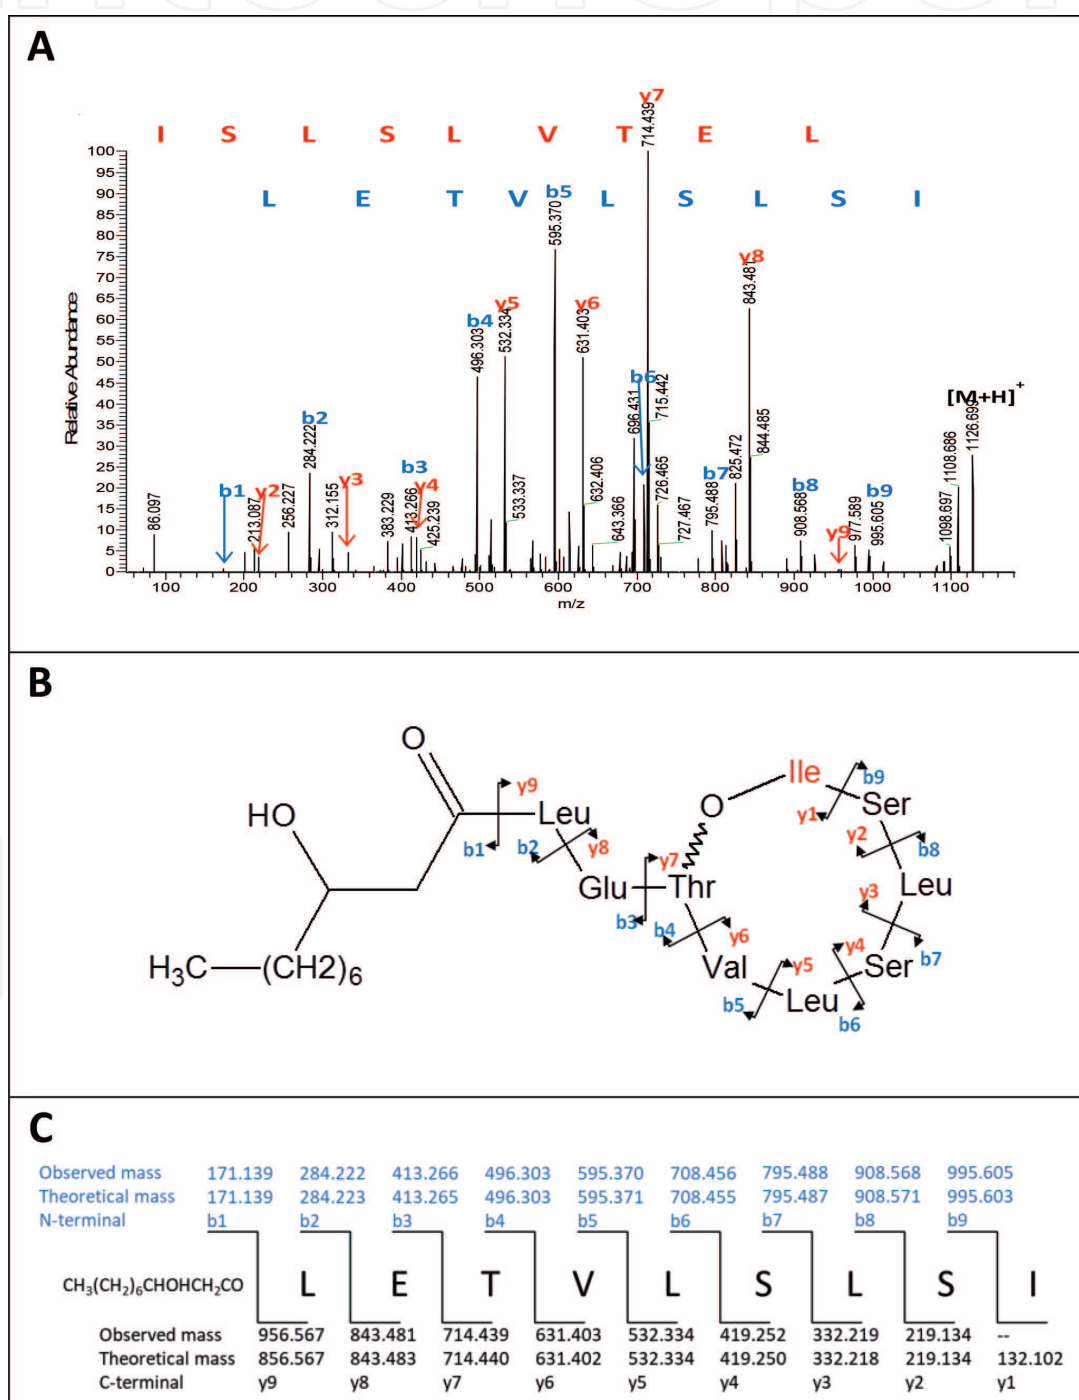 A
y7
714.439
I S L S L V T E L
100
95
90
85
80
75
70
65
60
55
50
45
40
35
30
25
20
15
10
5
0
Relative Abundance
L E T V L S L S I
b5
595.370
y8
843.481
b4
496.303
y5
532.334
y6
631.403
b6
696.431
715.442
[M+H]+
1126.699
b2
284.222
b1
y2
213.087
y3
b3
y4
b7
844.485
825.472
b8
b9
1108.686
86.097
256.227
312.155
383.229
413.266
425.239
533.337
632.406
643.366
726.465
727.467
795.488
908.568
y9
977.589
995.605
1098.697
100 200 300 400 500 600 700 800 900 1000 1100
m/z
B
O
HO
y9
Leu
b1
b2
y8
O
Ile
b9
y1
Ser
y2
b8
Glu
y7
Thr
b3
b4
y6
Leu
y3
H3C—(CH2)6
Val
y5
y4
Ser
b7
b5
Leu
b6
C
Observed mass 171.139 284.222 413.266 496.303 595.370 708.456 795.488 908.568 995.605
Theoretical mass 171.139 284.223 413.265 496.303 595.371 708.455 795.487 908.571 995.603
N-terminal b1 b2 b3 b4 b5 b6 b7 b8 b9
CH3(CH2)6CHOHCH2CO L E T V L S L S I
Observed mass 956.567 843.481 714.439 631.403 532.334 419.252 332.219 219.134 --
Theoretical mass 856.567 843.483 714.440 631.402 532.334 419.250 332.218 219.134 132.102
C-terminal y9 y8 y7 y6 y5 y4 y3 y2 y1